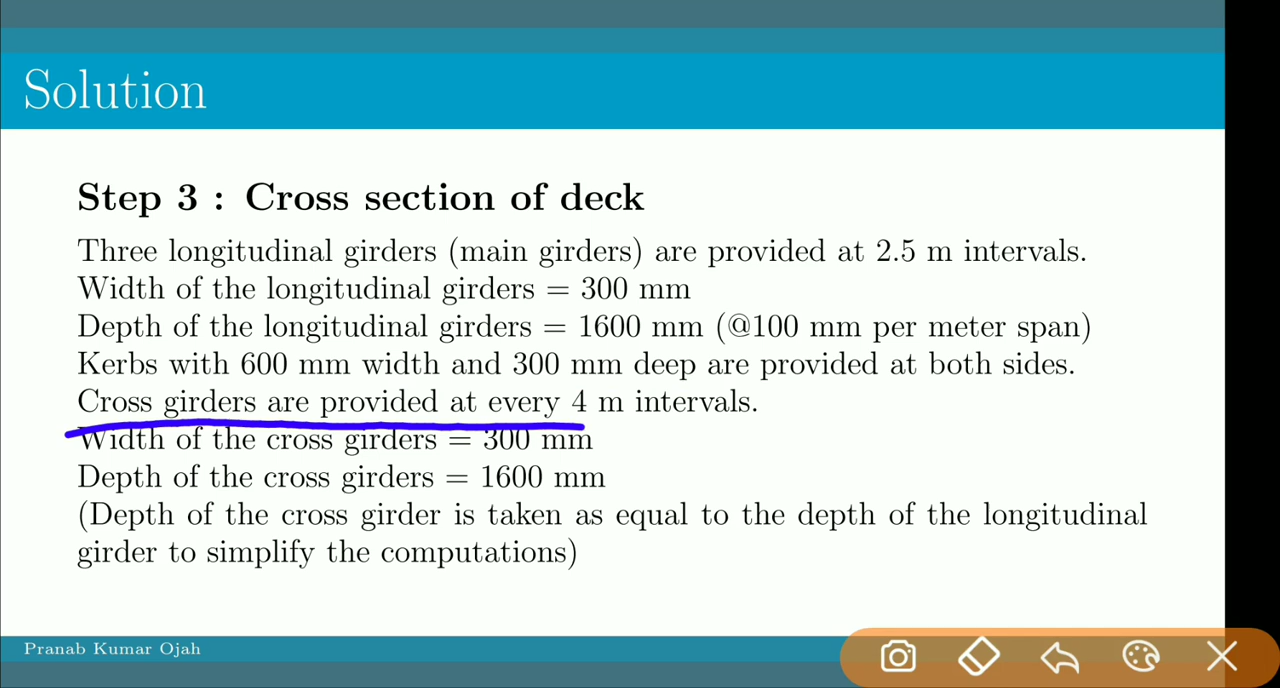 Solution
Step 3 : Cross section of deck
Three longitudinal girders (main girders) are provided at 2.5 m intervals.
Width of the longitudinal girders = 300 mm
Depth of the longitudinal girders = 1600 mm (@100 mm per meter span)
Kerbs with 600 mm width and 300 mm deep are provided at both sides.
Cross girders are provided at every 4 m intervals.
Width of the cross girders = 300 mm
Depth of the cross girders = 1600 mm
(Depth of the cross girder is taken as equal to the depth of the longitudinal
girder to simplify the computations)
Pranab Kumar Ojah